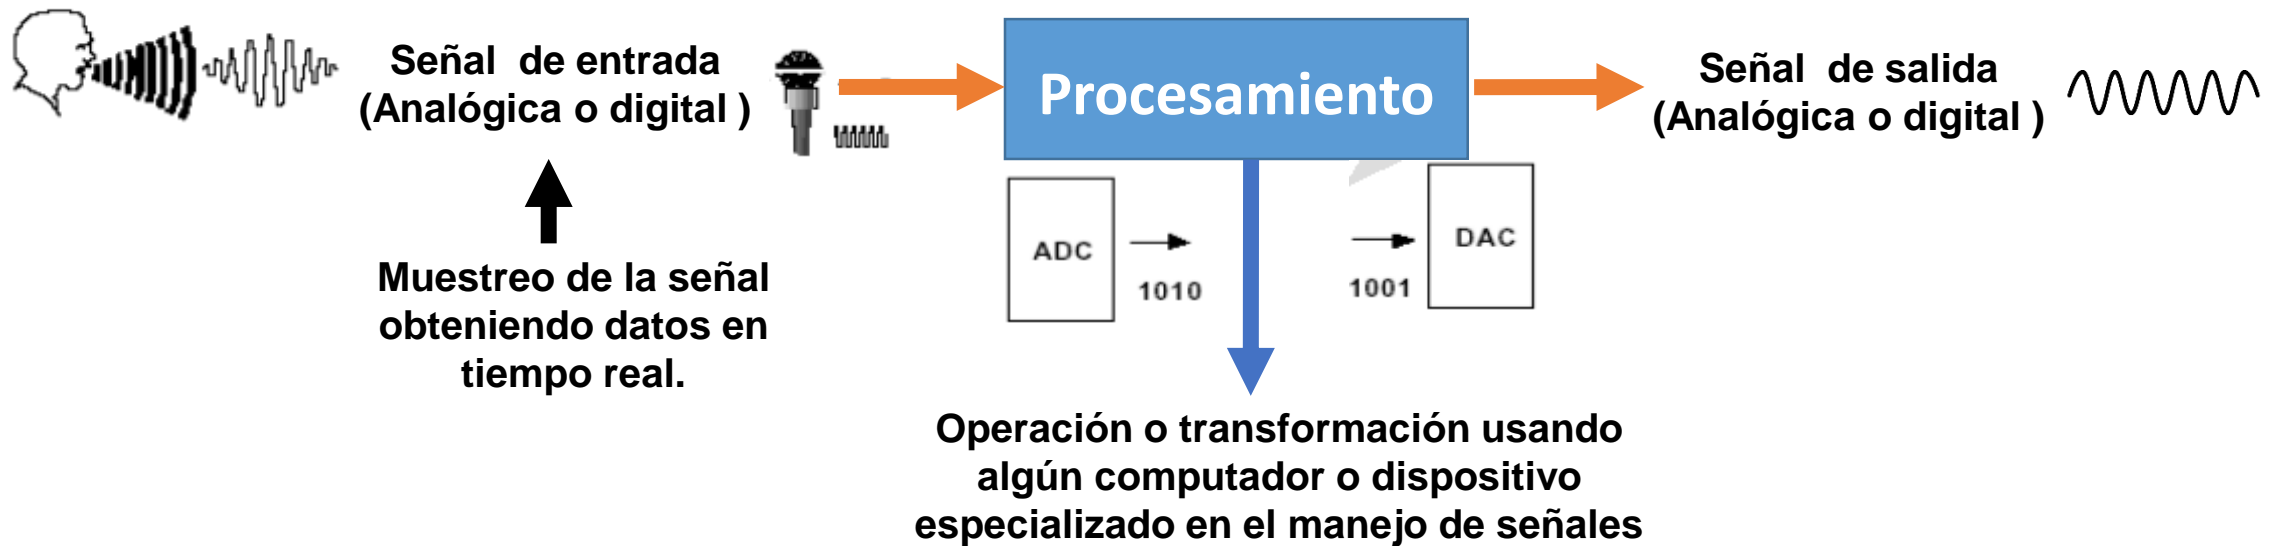 Señal de entrada
(Analógica o digital )
Muestreo de la señal
obteniendo datos en
tiempo real.
Procesamiento
ADC
1010
1001
DAC
Operación o transformación usando
algún computador o dispositivo
especializado en el manejo de señales
Señal de salida
(Analógica o digital )